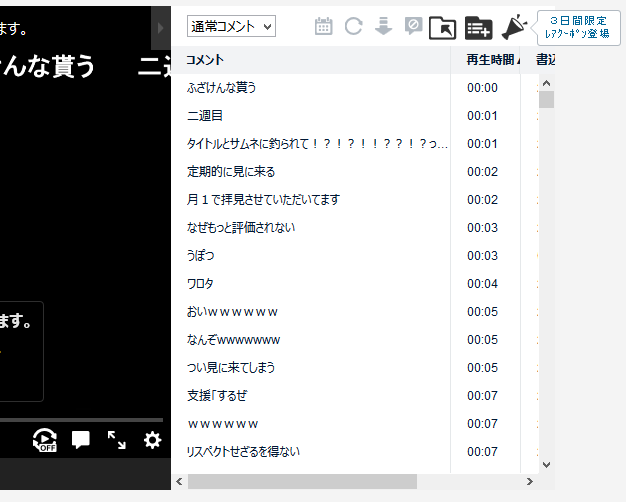 ます。
けんな貰う 二週
ます。
OFF
通常コメント
3日間限定
ﾚｱｸｰﾎﾟﾝ登場
コメント 再生時間 書込
ふざけんな貰う 00:00
二週目 00:01
タイトルとサムネに釣られて！？！？！！？！？っ... 00:01
定期的に見に来る 00:02
月１で拝見させていただいてます 00:02
なぜもっと評価されない 00:03
うぽつ 00:03
ワロタ 00:04
おいｗｗｗｗｗｗ 00:05
なんぞwwwwwww 00:05
つい見に来てしまう 00:05
支援｢するぜ 00:07
ｗｗｗｗｗｗ 00:07
リスペクトせざるを得ない 00:07